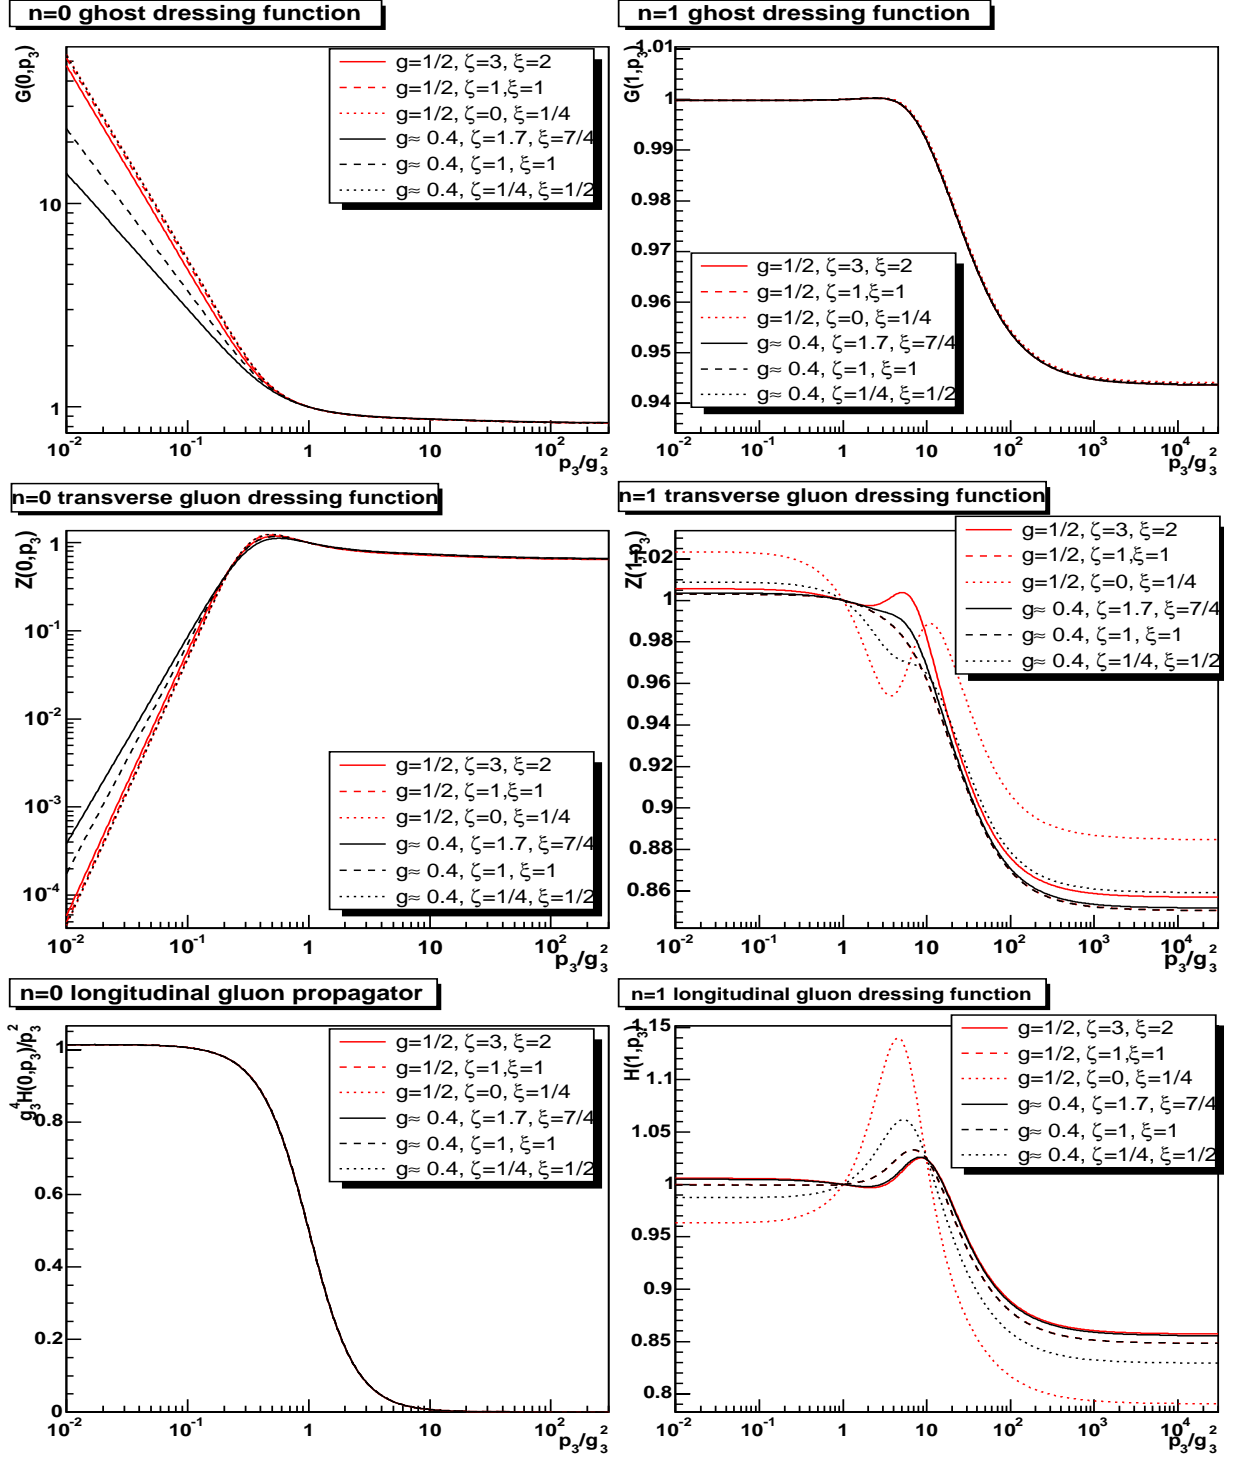 n=0 ghost dressing function
G(0,p₃)
g=1/2, ζ=3, ξ=2
g=1/2, ζ=1,ξ=1
g=1/2, ζ=0, ξ=1/4
g≈ 0.4, ζ=1.7, ξ=7/4
g≈ 0.4, ζ=1, ξ=1
g≈ 0.4, ζ=1/4, ξ=1/2
10
1
10⁻² 10⁻¹ 1 10 10²
p₃/g₃²
n=1 ghost dressing function
G(1,p₃)
1.01
1
0.99
0.98
0.97
0.96
0.95
0.94
g=1/2, ζ=3, ξ=2
g=1/2, ζ=1,ξ=1
g=1/2, ζ=0, ξ=1/4
g≈ 0.4, ζ=1.7, ξ=7/4
g≈ 0.4, ζ=1, ξ=1
g≈ 0.4, ζ=1/4, ξ=1/2
10⁻² 10⁻¹ 1 10 10² 10³ 10⁴
p₃/g₃²
n=0 transverse gluon dressing function
Z(0,p₃)
1
10⁻¹
10⁻²
10⁻³
10⁻⁴
g=1/2, ζ=3, ξ=2
g=1/2, ζ=1,ξ=1
g=1/2, ζ=0, ξ=1/4
g≈ 0.4, ζ=1.7, ξ=7/4
g≈ 0.4, ζ=1, ξ=1
g≈ 0.4, ζ=1/4, ξ=1/2
10⁻² 10⁻¹ 1 10 10²
p₃/g₃²
n=1 transverse gluon dressing function
Z(1,p₃)
1.02
1
0.98
0.96
0.94
0.92
0.9
0.88
0.86
g=1/2, ζ=3, ξ=2
g=1/2, ζ=1,ξ=1
g=1/2, ζ=0, ξ=1/4
g≈ 0.4, ζ=1.7, ξ=7/4
g≈ 0.4, ζ=1, ξ=1
g≈ 0.4, ζ=1/4, ξ=1/2
10⁻² 10⁻¹ 1 10 10² 10³ 10⁴
p₃/g₃²
n=0 longitudinal gluon propagator
g₃⁴H(0,p₃)/p₃²
1
0.8
0.6
0.4
0.2
0
g=1/2, ζ=3, ξ=2
g=1/2, ζ=1,ξ=1
g=1/2, ζ=0, ξ=1/4
g≈ 0.4, ζ=1.7, ξ=7/4
g≈ 0.4, ζ=1, ξ=1
g≈ 0.4, ζ=1/4, ξ=1/2
10⁻² 10⁻¹ 1 10 10²
p₃/g₃²
n=1 longitudinal gluon dressing function
H(1,p₃)
1.15
1.1
1.05
1
0.95
0.9
0.85
0.8
g=1/2, ζ=3, ξ=2
g=1/2, ζ=1,ξ=1
g=1/2, ζ=0, ξ=1/4
g≈ 0.4, ζ=1.7, ξ=7/4
g≈ 0.4, ζ=1, ξ=1
g≈ 0.4, ζ=1/4, ξ=1/2
10⁻² 10⁻¹ 1 10 10² 10³ 10⁴
p₃/g₃²